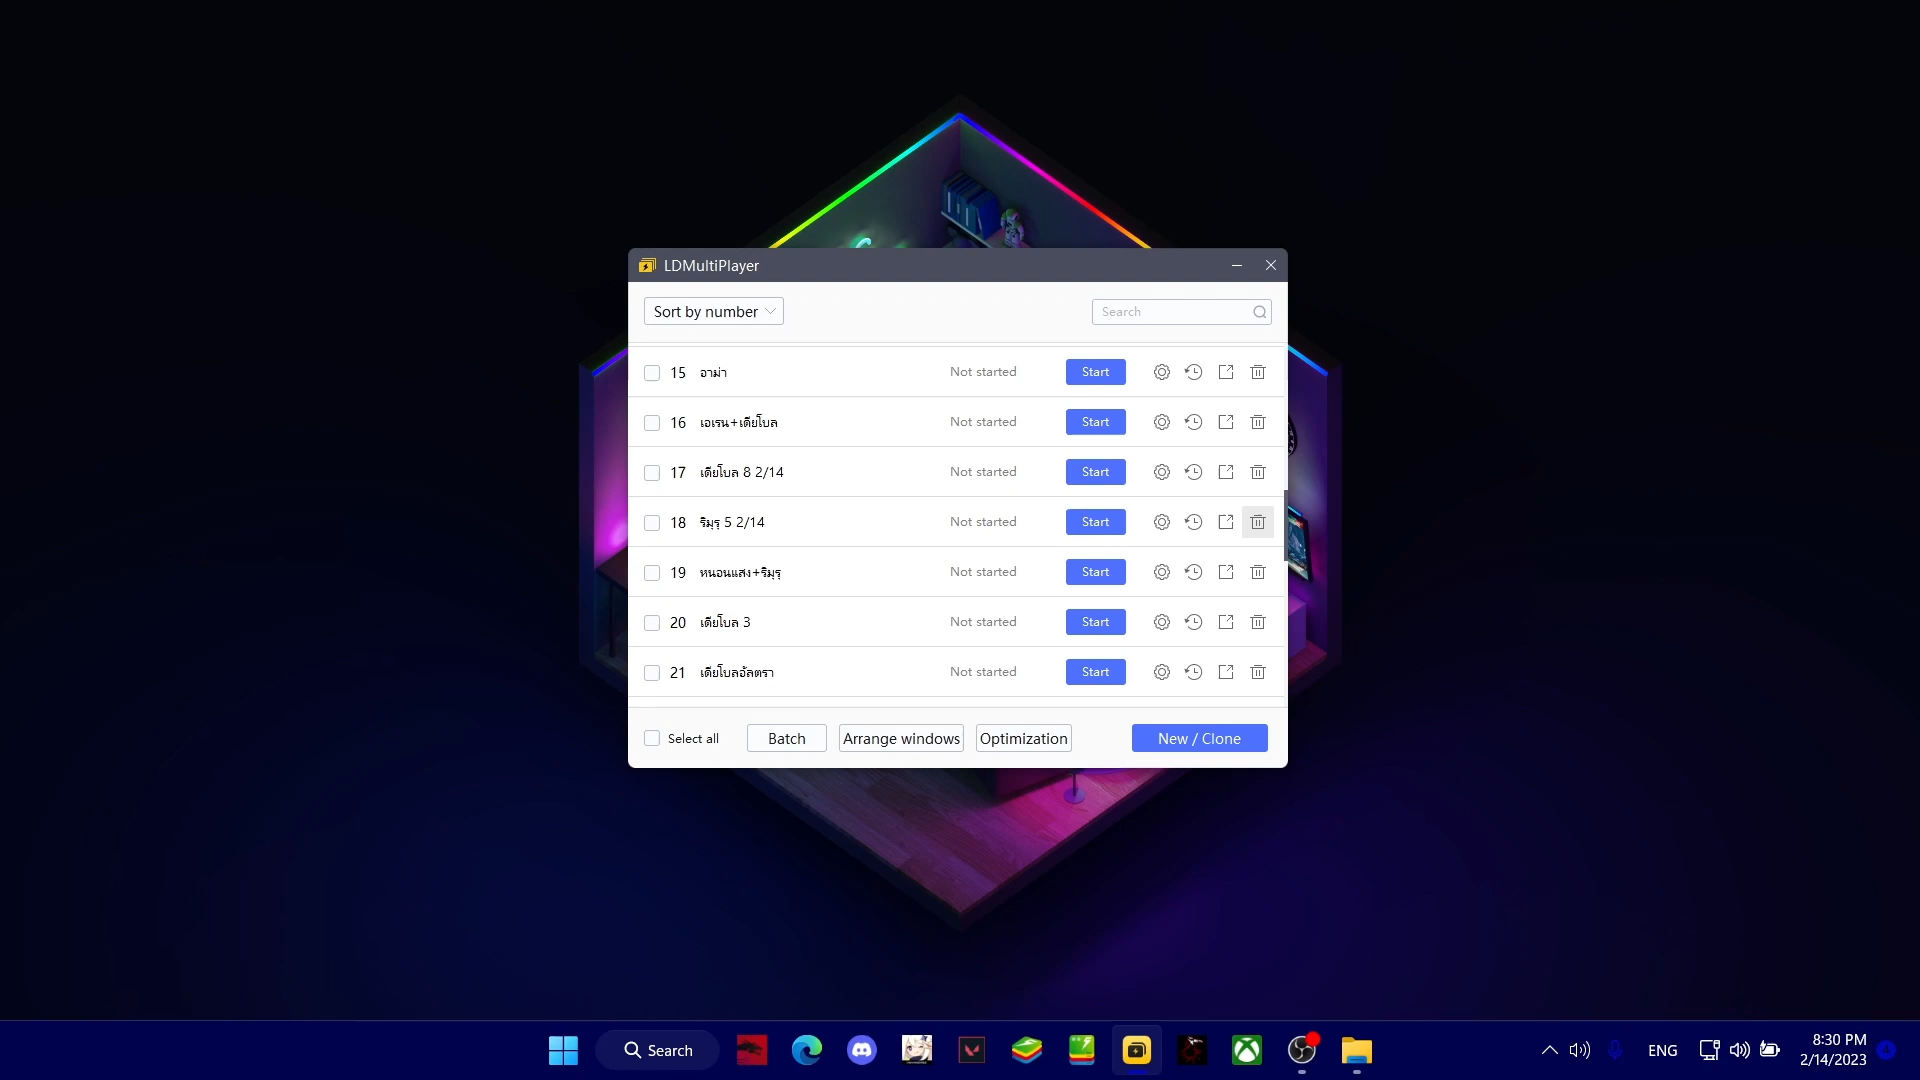 LDMultiPlayer
Sort by number
Search
15 อาม่า Not started Start
16 เอเรน+เดียโบล Not started Start
17 เดียโบล 8 2/14 Not started Start
18 ริมุรุ 5 2/14 Not started Start
19 หนอนแสง+ริมุรุ Not started Start
20 เดียโบล 3 Not started Start
21 เดียโบลอัลตรา Not started Start
Select all Batch Arrange windows Optimization New / Clone
Search ENG 8:30 PM
2/14/2023